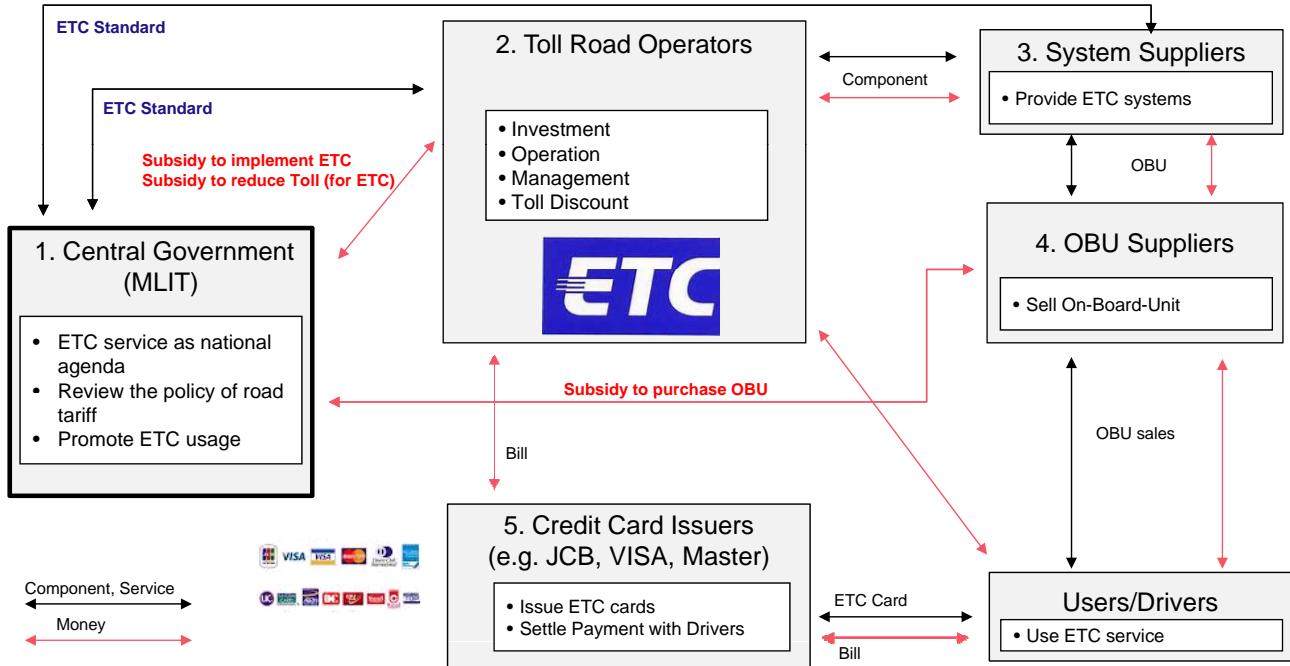 ETC Standard
ETC Standard
Subsidy to implement ETC
Subsidy to reduce Toll (for ETC)
1. Central Government
(MLIT)
• ETC service as national
agenda
• Review the policy of road
tariff
• Promote ETC usage
2. Toll Road Operators
• Investment
• Operation
• Management
• Toll Discount
ETC
Component
3. System Suppliers
• Provide ETC systems
OBU
4. OBU Suppliers
• Sell On-Board-Unit
Subsidy to purchase OBU
Bill
OBU sales
5. Credit Card Issuers
(e.g. JCB, VISA, Master)
• Issue ETC cards
• Settle Payment with Drivers
ETC Card
Bill
Users/Drivers
• Use ETC service
JCB VISA VISA
UC
Component, Service
Money